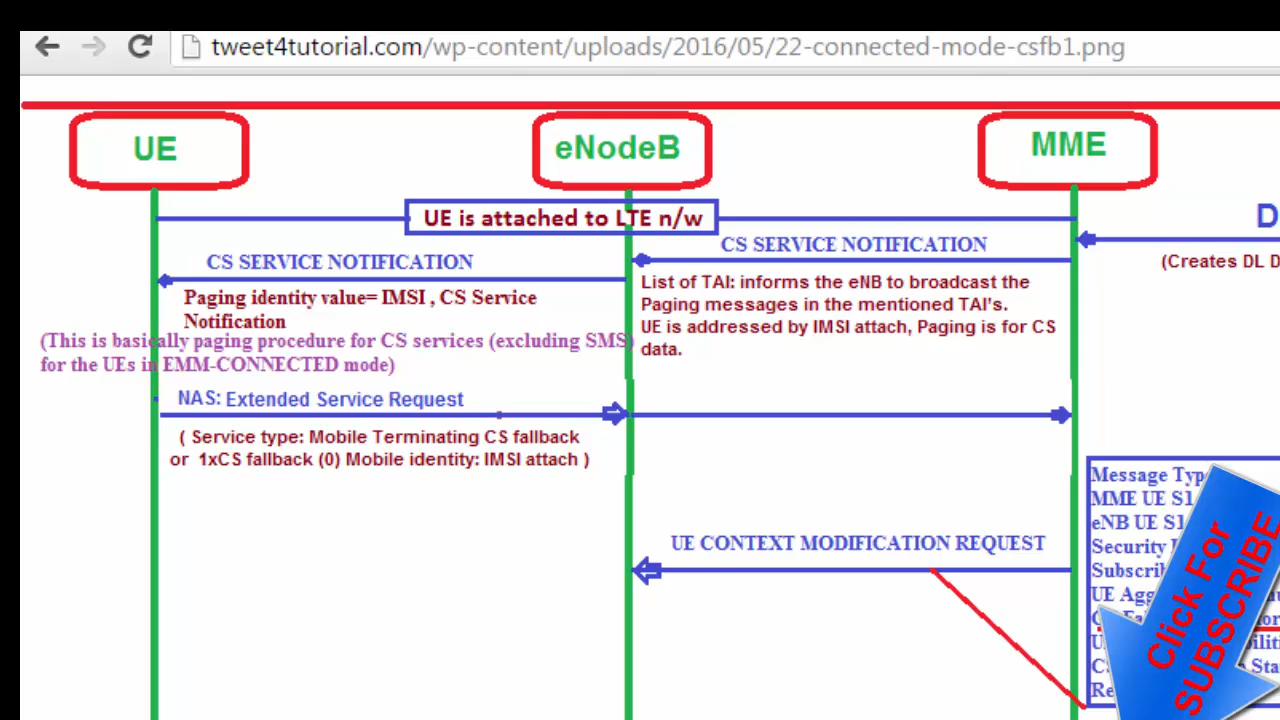 tweet4tutorial.com/wp-content/uploads/2016/05/22-connected-mode-csfb1.png
UE
eNodeB
MME
UE is attached to LTE n/w
D
CS SERVICE NOTIFICATION
CS SERVICE NOTIFICATION
(Creates DL D
Paging identity value= IMSI , CS Service
Notification
List of TAI: informs the eNB to broadcast the
Paging messages in the mentioned TAI's.
UE is addressed by IMSI attach, Paging is for CS
data.
(This is basically paging procedure for CS services (excluding SMS)
for the UEs in EMM-CONNECTED mode)
NAS: Extended Service Request
( Service type: Mobile Terminating CS fallback
or 1xCS fallback (0) Mobile identity: IMSI attach )
UE CONTEXT MODIFICATION REQUEST
Message Typ
MME UE S1
eNB UE S1
Security
Subscrib
UE Agg
Re
Click For
SUBSCRIBE